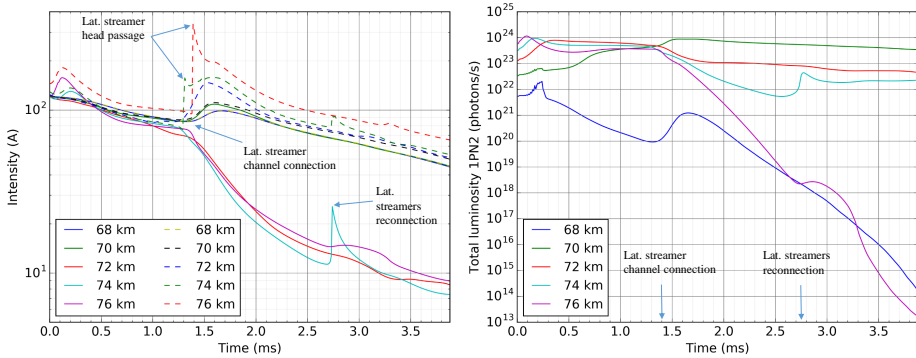 Lat. streamer
head passage
Lat. streamer
channel connection
Lat.
streamers
reconnection
Intensity (A)
10²
10¹
68 km
70 km
72 km
74 km
76 km
68 km
70 km
72 km
74 km
76 km
0.0 0.5 1.0 1.5 2.0 2.5 3.0 3.5
Time (ms)
Total luminosity 1PN2 (photons/s)
10²⁵
10²⁴
10²³
10²²
10²¹
10²⁰
10¹⁹
10¹⁸
10¹⁷
10¹⁶
10¹⁵
10¹⁴
10¹³
68 km
70 km
72 km
74 km
76 km
Lat. streamer
channel connection
Lat. streamers
reconnection
0.0 0.5 1.0 1.5 2.0 2.5 3.0 3.5
Time (ms)